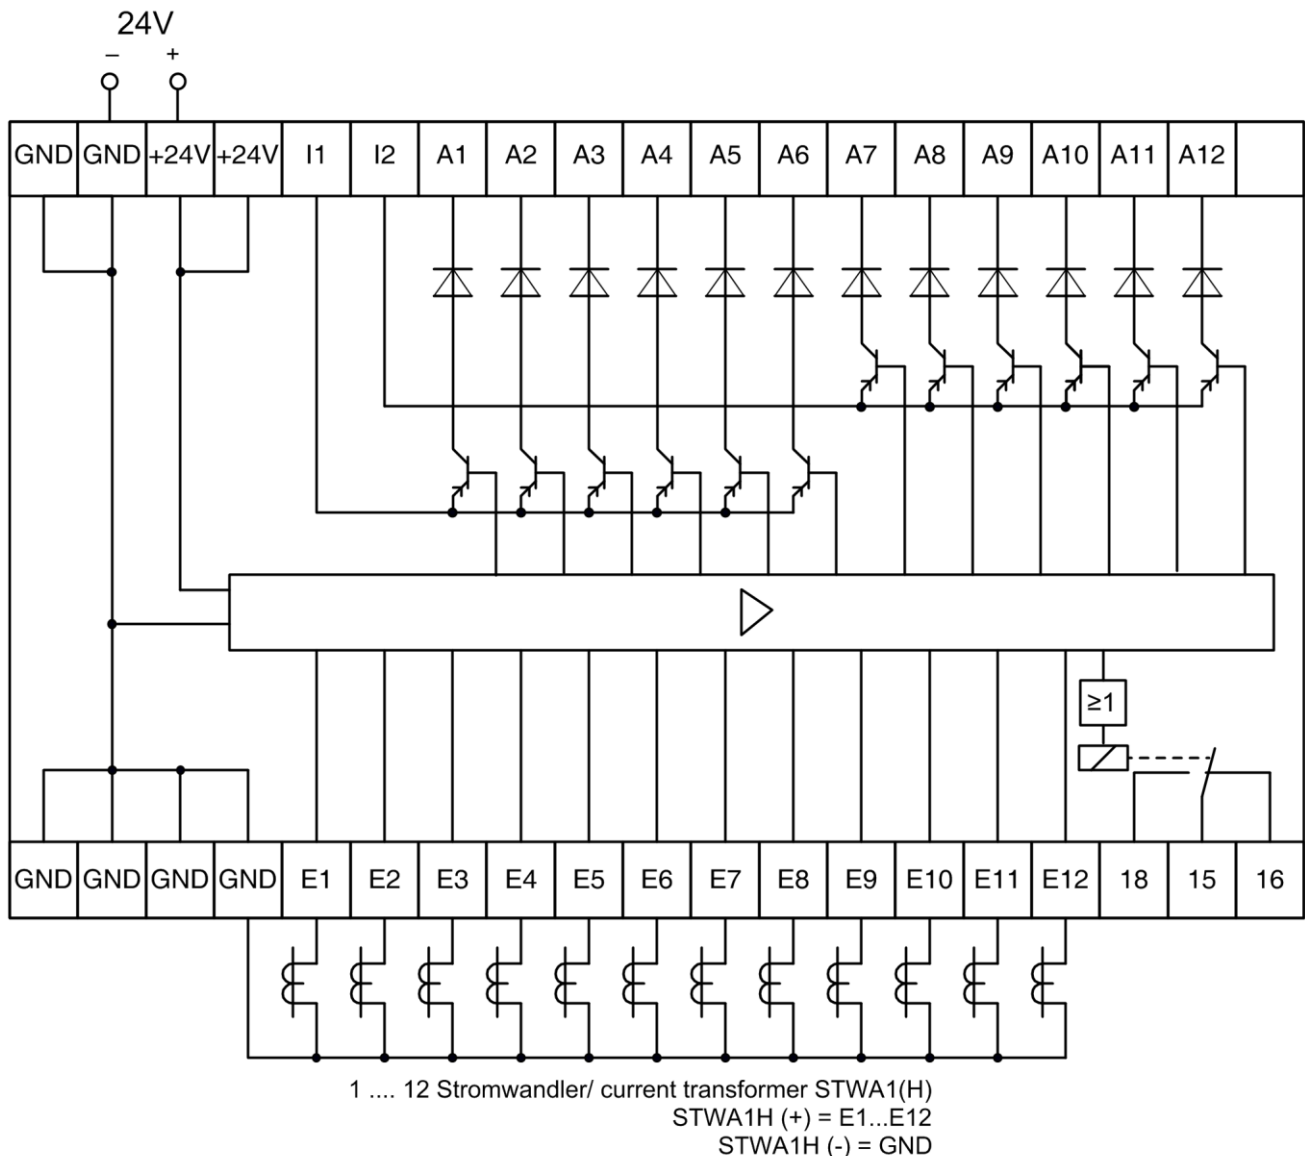 24V
– +
GND GND +24V +24V I1 I2 A1 A2 A3 A4 A5 A6 A7 A8 A9 A10 A11 A12
≥1
GND GND GND GND E1 E2 E3 E4 E5 E6 E7 E8 E9 E10 E11 E12 18 15 16
1 .... 12 Stromwandler/ current transformer STWA1(H)
STWA1H (+) = E1...E12
STWA1H (-) = GND